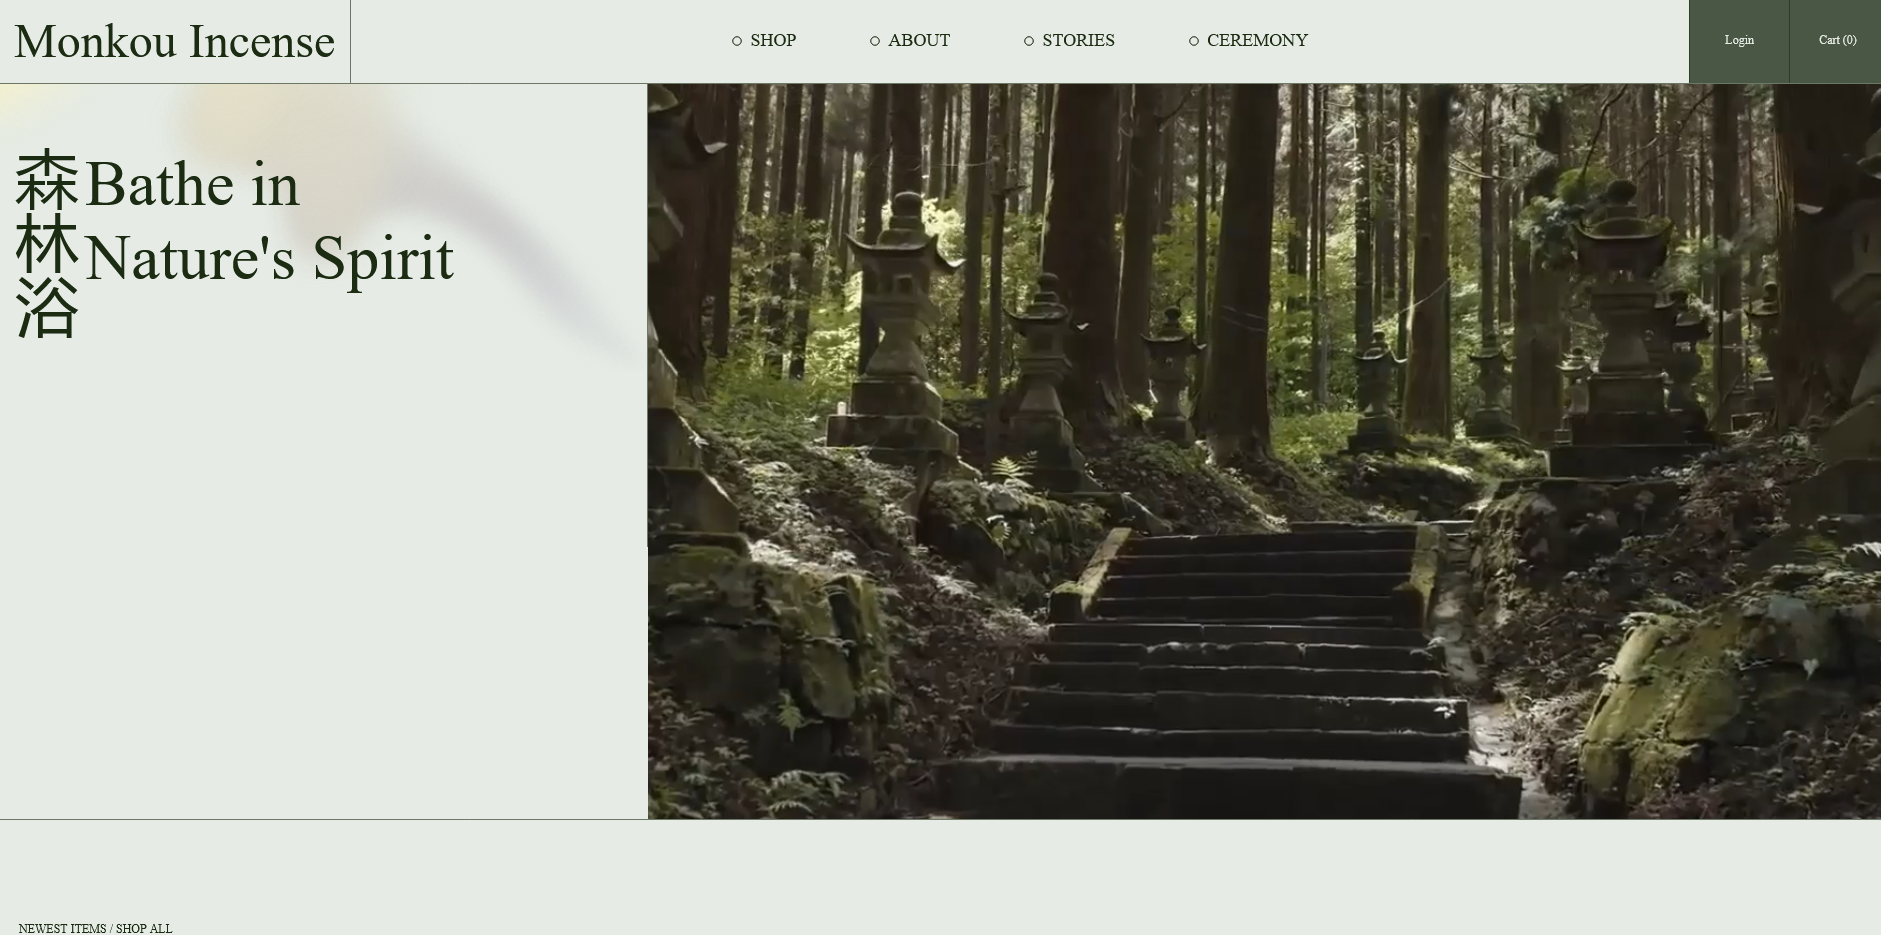 Monkou Incense
SHOP
ABOUT
STORIES
CEREMONY
Login
Cart (0)
森林浴
Bathe in
Nature's Spirit
NEWEST ITEMS / SHOP ALL